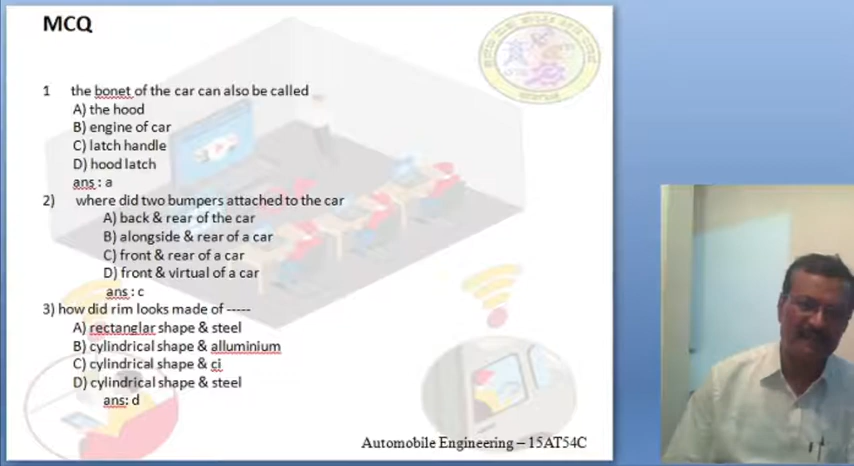 MCQ
1 the bonet of the car can also be called
A) the hood
B) engine of car
C) latch handle
D) hood latch
ans : a
2) where did two bumpers attached to the car
A) back & rear of the car
B) alongside & rear of a car
C) front & rear of a car
D) front & virtual of a car
ans : c
3) how did rim looks made of -----
A) rectanglar shape & steel
B) cylindrical shape & alluminium
C) cylindrical shape & ci
D) cylindrical shape & steel
ans: d
Automobile Engineering – 15AT54C